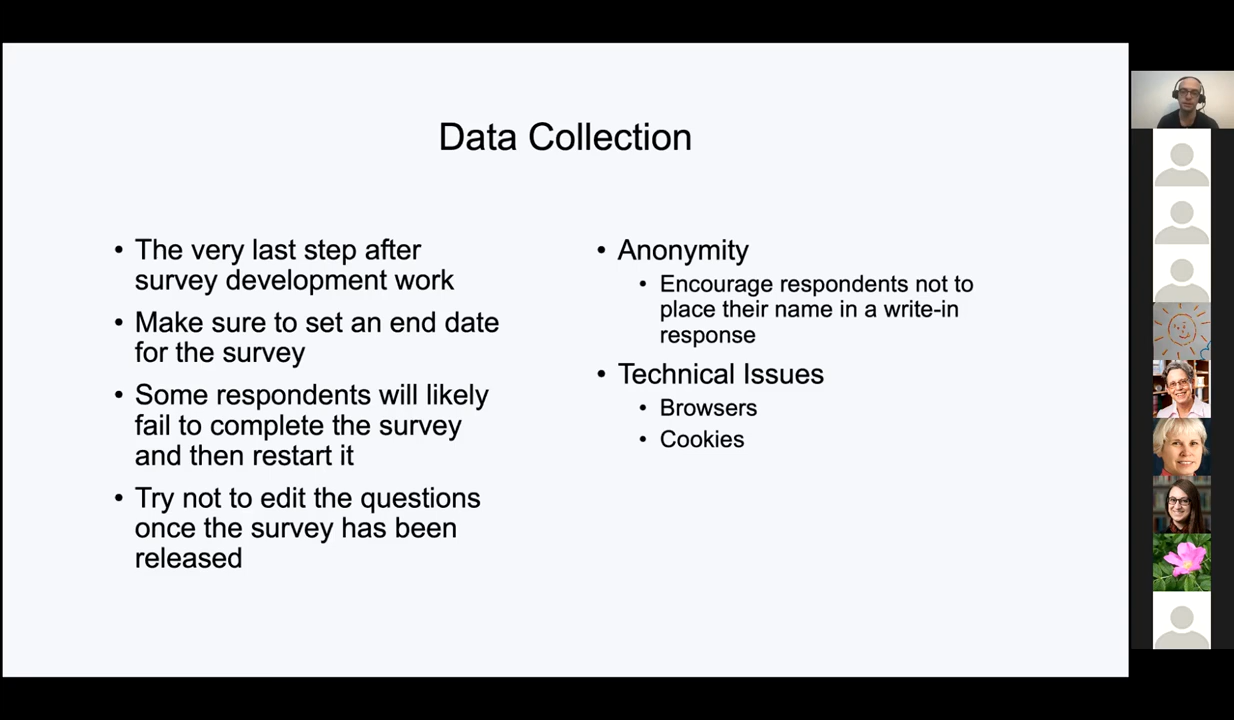 Data Collection
• The very last step after
survey development work
• Make sure to set an end date
for the survey
• Some respondents will likely
fail to complete the survey
and then restart it
• Try not to edit the questions
once the survey has been
released
• Anonymity
• Encourage respondents not to
place their name in a write-in
response
• Technical Issues
• Browsers
• Cookies